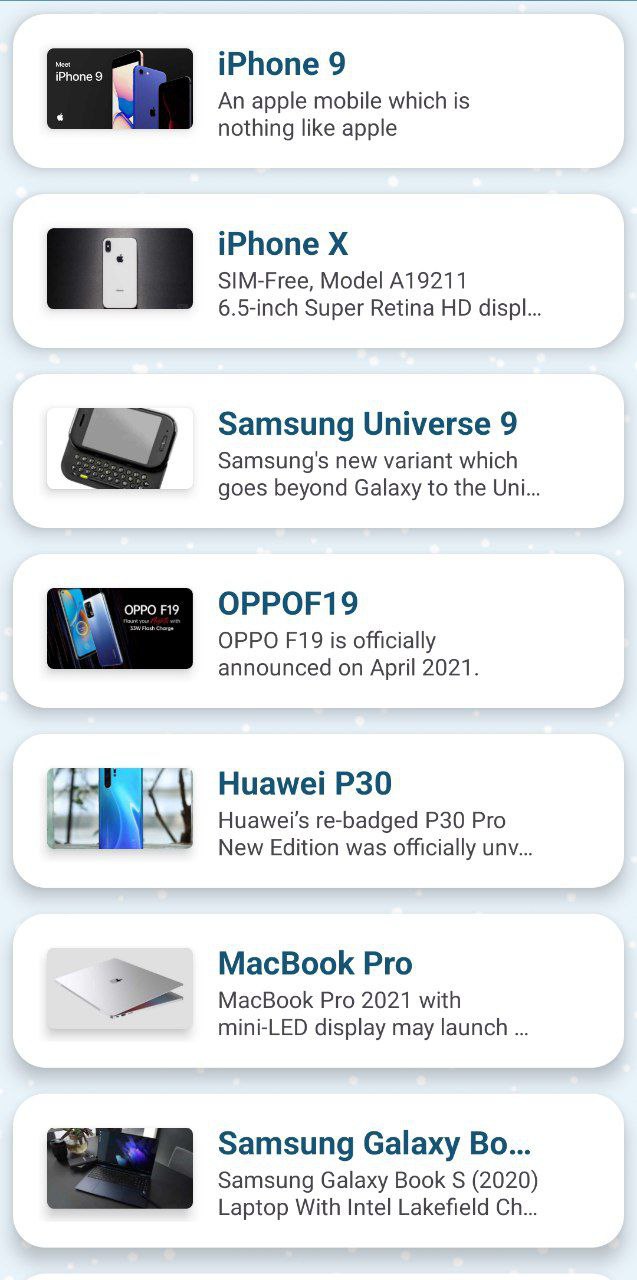 Meet
iPhone 9
iPhone 9
An apple mobile which is
nothing like apple
iPhone X
SIM-Free, Model A19211
6.5-inch Super Retina HD displ…
Samsung Universe 9
Samsung's new variant which
goes beyond Galaxy to the Uni…
OPPO F19
Flaunt your Nights with
33W Flash Charge
OPPOF19
OPPO F19 is officially
announced on April 2021.
Huawei P30
Huawei’s re-badged P30 Pro
New Edition was officially unv…
MacBook Pro
MacBook Pro 2021 with
mini-LED display may launch …
Samsung Galaxy Bo…
Samsung Galaxy Book S (2020)
Laptop With Intel Lakefield Ch…